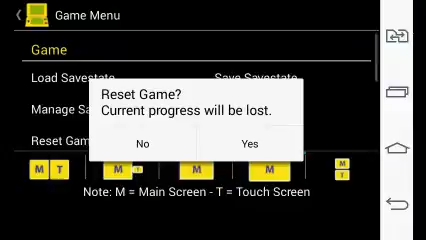 Game Menu
Game
Load Savestate Save Savestate
Reset Game?
Current progress will be lost.
Manage Sa
Reset Gam
No Yes
M T M T M M M T
Note: M = Main Screen - T = Touch Screen